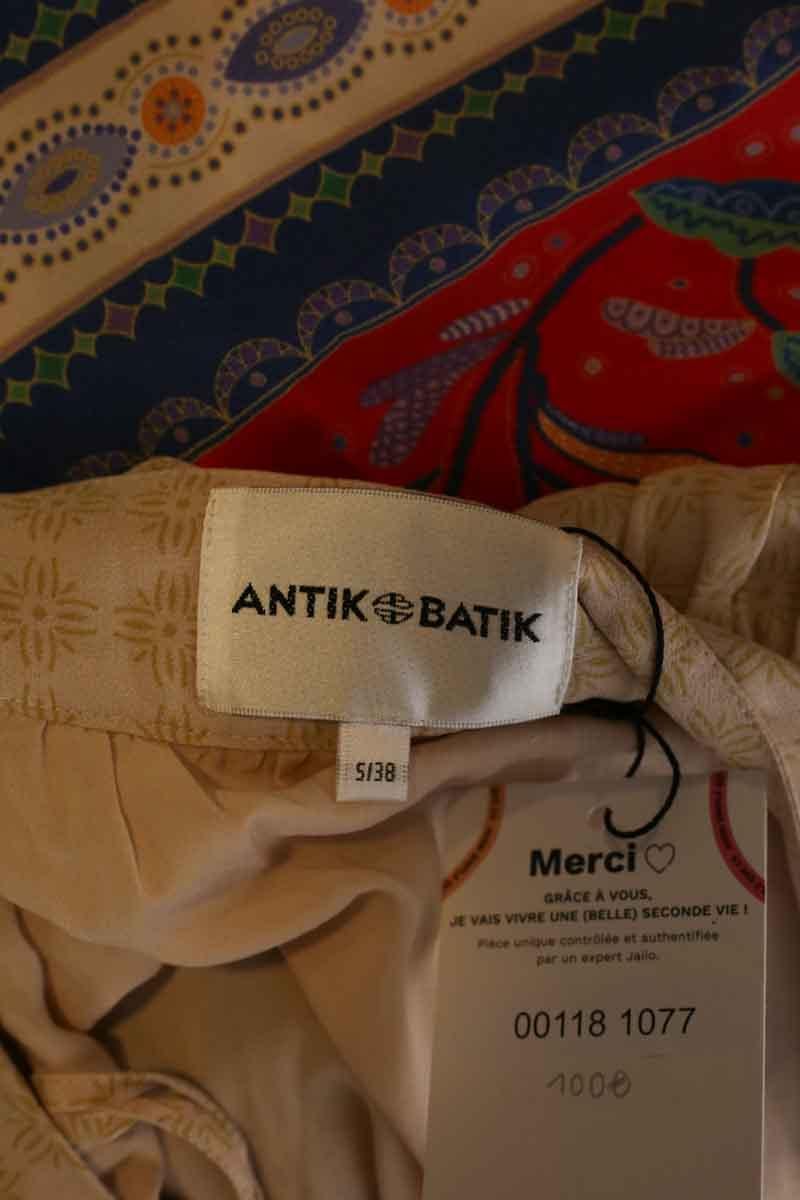 ANTIK BATIK
S/38
Merci ♡
GRÂCE À VOUS,
JE VAIS VIVRE UNE (BELLE) SECONDE VIE !
Pièce unique contrôlée et authentifiée
par un expert Jaiio.
00118 1077
100€